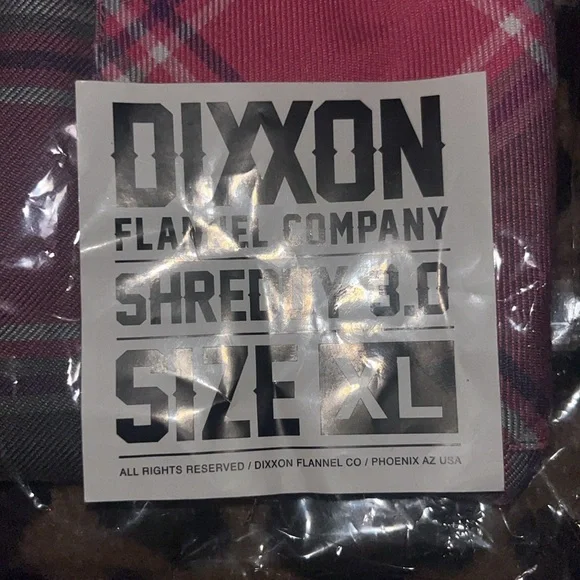 DIXXON
FLANNEL COMPANY
SHREDDY 3.0
SIZE XL
ALL RIGHTS RESERVED / DIXXON FLANNEL CO / PHOENIX AZ USA